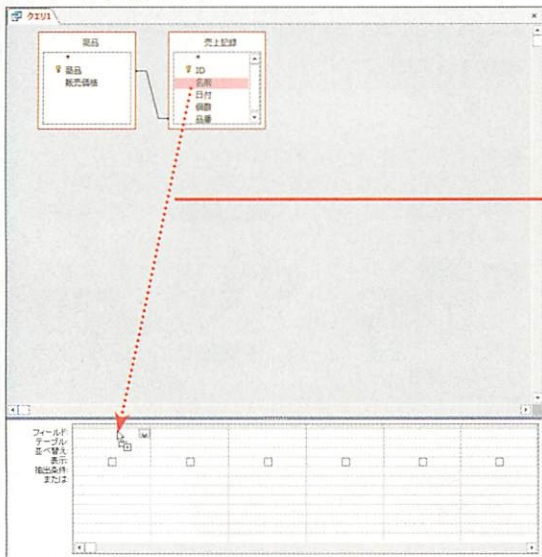 クエリ1
商品
*
商品
販売価格
売上記録
*
ID
名前
日付
個数
品番
フィールド:
テーブル:
並べ替え:
表示:
抽出条件:
または: